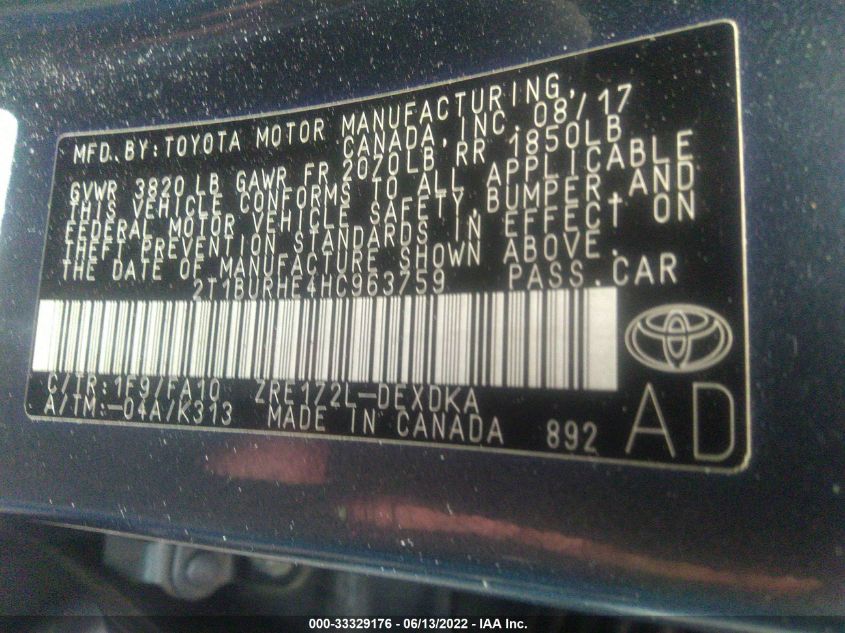 MFD. BY: TOYOTA MOTOR MANUFACTURING,
CANADA, INC. 08/17
GVWR 3820 LB GAWR FR 2070LB, RR 1850LB
THIS VEHICLE CONFORMS TO ALL APPLICABLE
FEDERAL MOTOR VEHICLE SAFETY, BUMPER, AND
THEFT PREVENTION STANDARDS IN EFFECT ON
THE DATE OF MANUFACTURE SHOWN ABOVE.
2T1BURHE4HC963759 PASS.CAR
C/TR: 1F9/FA10 ZRE172L-DEXDKA
A/TM: -04A/K313 MADE IN CANADA 892 AD
000-33329176 - 06/13/2022 - IAA Inc.